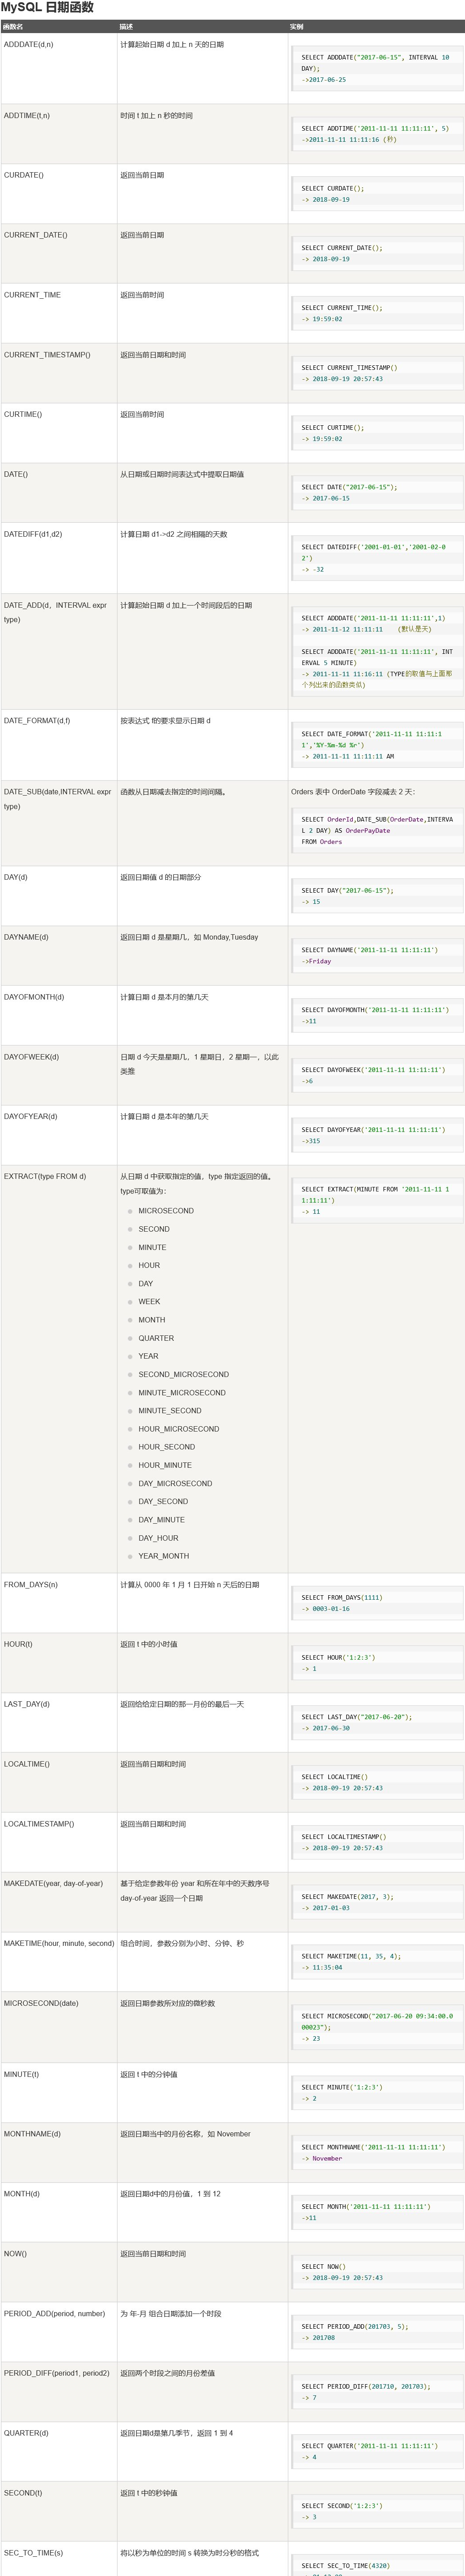 MySQL 日期函数
函数名 描述 实例
ADDDATE(d,n) 计算起始日期 d 加上 n 天的日期
SELECT ADDDATE("2017-06-15", INTERVAL 10
DAY);
->2017-06-25
ADDTIME(t,n) 时间 t 加上 n 秒的时间
SELECT ADDTIME('2011-11-11 11:11:11', 5)
->2011-11-11 11:11:16 (秒)
CURDATE() 返回当前日期
SELECT CURDATE();
-> 2018-09-19
CURRENT_DATE() 返回当前日期
SELECT CURRENT_DATE();
-> 2018-09-19
CURRENT_TIME 返回当前时间
SELECT CURRENT_TIME();
-> 19:59:02
CURRENT_TIMESTAMP() 返回当前日期和时间
SELECT CURRENT_TIMESTAMP()
-> 2018-09-19 20:57:43
CURTIME() 返回当前时间
SELECT CURTIME();
-> 19:59:02
DATE() 从日期或日期时间表达式中提取日期值
SELECT DATE("2017-06-15");
-> 2017-06-15
DATEDIFF(d1,d2) 计算日期 d1->d2 之间相隔的天数
SELECT DATEDIFF('2001-01-01','2001-02-0
2')
-> -32
DATE_ADD(d，INTERVAL expr
type)
计算起始日期 d 加上一个时间段后的日期
SELECT ADDDATE('2011-11-11 11:11:11',1)
-> 2011-11-12 11:11:11 (默认是天)
SELECT ADDDATE('2011-11-11 11:11:11', INT
ERVAL 5 MINUTE)
-> 2011-11-11 11:16:11 (TYPE的取值与上面那
个列出来的函数类似)
DATE_FORMAT(d,f) 按表达式 f的要求显示日期 d
SELECT DATE_FORMAT('2011-11-11 11:11:1
1','%Y-%m-%d %r')
-> 2011-11-11 11:11:11 AM
DATE_SUB(date,INTERVAL expr
type)
函数从日期减去指定的时间间隔。
Orders 表中 OrderDate 字段减去 2 天：
SELECT OrderId,DATE_SUB(OrderDate,INTERVA
L 2 DAY) AS OrderPayDate
FROM Orders
DAY(d) 返回日期值 d 的日期部分
SELECT DAY("2017-06-15");
-> 15
DAYNAME(d) 返回日期 d 是星期几，如 Monday,Tuesday
SELECT DAYNAME('2011-11-11 11:11:11')
->Friday
DAYOFMONTH(d) 计算日期 d 是本月的第几天
SELECT DAYOFMONTH('2011-11-11 11:11:11')
->11
DAYOFWEEK(d) 日期 d 今天是星期几，1 星期日，2 星期一，以此
类推
SELECT DAYOFWEEK('2011-11-11 11:11:11')
->6
DAYOFYEAR(d) 计算日期 d 是本年的第几天
SELECT DAYOFYEAR('2011-11-11 11:11:11')
->315
EXTRACT(type FROM d) 从日期 d 中获取指定的值，type 指定返回的值。
type可取值为：
MICROSECOND
SECOND
MINUTE
HOUR
DAY
WEEK
MONTH
QUARTER
YEAR
SECOND_MICROSECOND
MINUTE_MICROSECOND
MINUTE_SECOND
HOUR_MICROSECOND
HOUR_SECOND
HOUR_MINUTE
DAY_MICROSECOND
DAY_SECOND
DAY_MINUTE
DAY_HOUR
YEAR_MONTH
SELECT EXTRACT(MINUTE FROM '2011-11-11 1
1:11:11')
-> 11
FROM_DAYS(n) 计算从 0000 年 1 月 1 日开始 n 天后的日期
SELECT FROM_DAYS(1111)
-> 0003-01-16
HOUR(t) 返回 t 中的小时值
SELECT HOUR('1:2:3')
-> 1
LAST_DAY(d) 返回给给定日期的那一月份的最后一天
SELECT LAST_DAY("2017-06-20");
-> 2017-06-30
LOCALTIME() 返回当前日期和时间
SELECT LOCALTIME()
-> 2018-09-19 20:57:43
LOCALTIMESTAMP() 返回当前日期和时间
SELECT LOCALTIMESTAMP()
-> 2018-09-19 20:57:43
MAKEDATE(year, day-of-year) 基于给定参数年份 year 和所在年中的天数序号
day-of-year 返回一个日期
SELECT MAKEDATE(2017, 3);
-> 2017-01-03
MAKETIME(hour, minute, second) 组合时间，参数分别为小时、分钟、秒
SELECT MAKETIME(11, 35, 4);
-> 11:35:04
MICROSECOND(date) 返回日期参数所对应的微秒数
SELECT MICROSECOND("2017-06-20 09:34:00.0
00023");
-> 23
MINUTE(t) 返回 t 中的分钟值
SELECT MINUTE('1:2:3')
-> 2
MONTHNAME(d) 返回日期当中的月份名称，如 November
SELECT MONTHNAME('2011-11-11 11:11:11')
-> November
MONTH(d) 返回日期d中的月份值，1 到 12
SELECT MONTH('2011-11-11 11:11:11')
->11
NOW() 返回当前日期和时间
SELECT NOW()
-> 2018-09-19 20:57:43
PERIOD_ADD(period, number) 为 年-月 组合日期添加一个时段
SELECT PERIOD_ADD(201703, 5);
-> 201708
PERIOD_DIFF(period1, period2) 返回两个时段之间的月份差值
SELECT PERIOD_DIFF(201710, 201703);
-> 7
QUARTER(d) 返回日期d是第几季节，返回 1 到 4
SELECT QUARTER('2011-11-11 11:11:11')
-> 4
SECOND(t) 返回 t 中的秒钟值
SELECT SECOND('1:2:3')
-> 3
SEC_TO_TIME(s) 将以秒为单位的时间 s 转换为时分秒的格式
SELECT SEC_TO_TIME(4320)